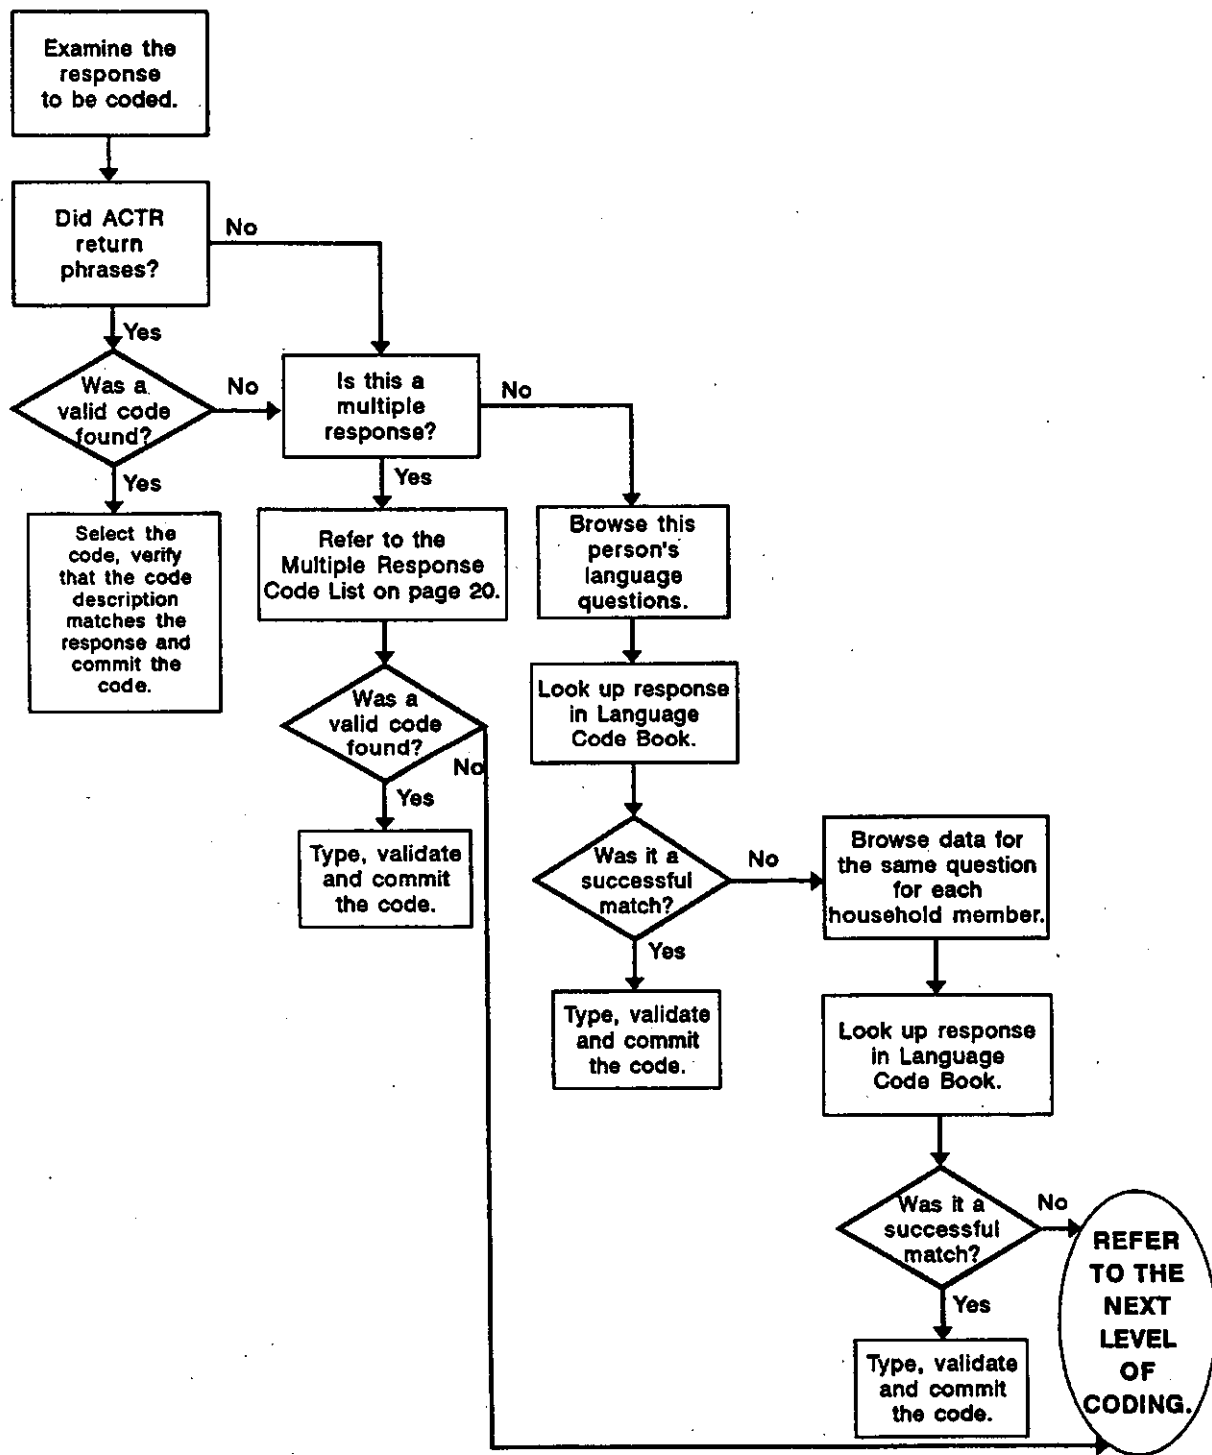 Examine the
response
to be coded.
Did ACTR
return
phrases?
No
Yes
Was a
valid code
found?
No
Yes
Select the
code, verify
that the code
description
matches the
response and
commit the
code.
Is this a
multiple
response?
No
Yes
Refer to the
Multiple Response
Code List on page 20.
Was a
valid code
found?
No
Yes
Type, validate
and commit
the code.
Browse this
person's
language
questions.
Look up response
in Language
Code Book.
Was it a
successful
match?
No
Yes
Type, validate
and commit
the code.
Browse data for
the same question
for each
household member.
Look up response
in Language
Code Book.
Was it a
successful
match?
No
Yes
Type, validate
and commit
the code.
REFER
TO THE
NEXT
LEVEL
OF
CODING.